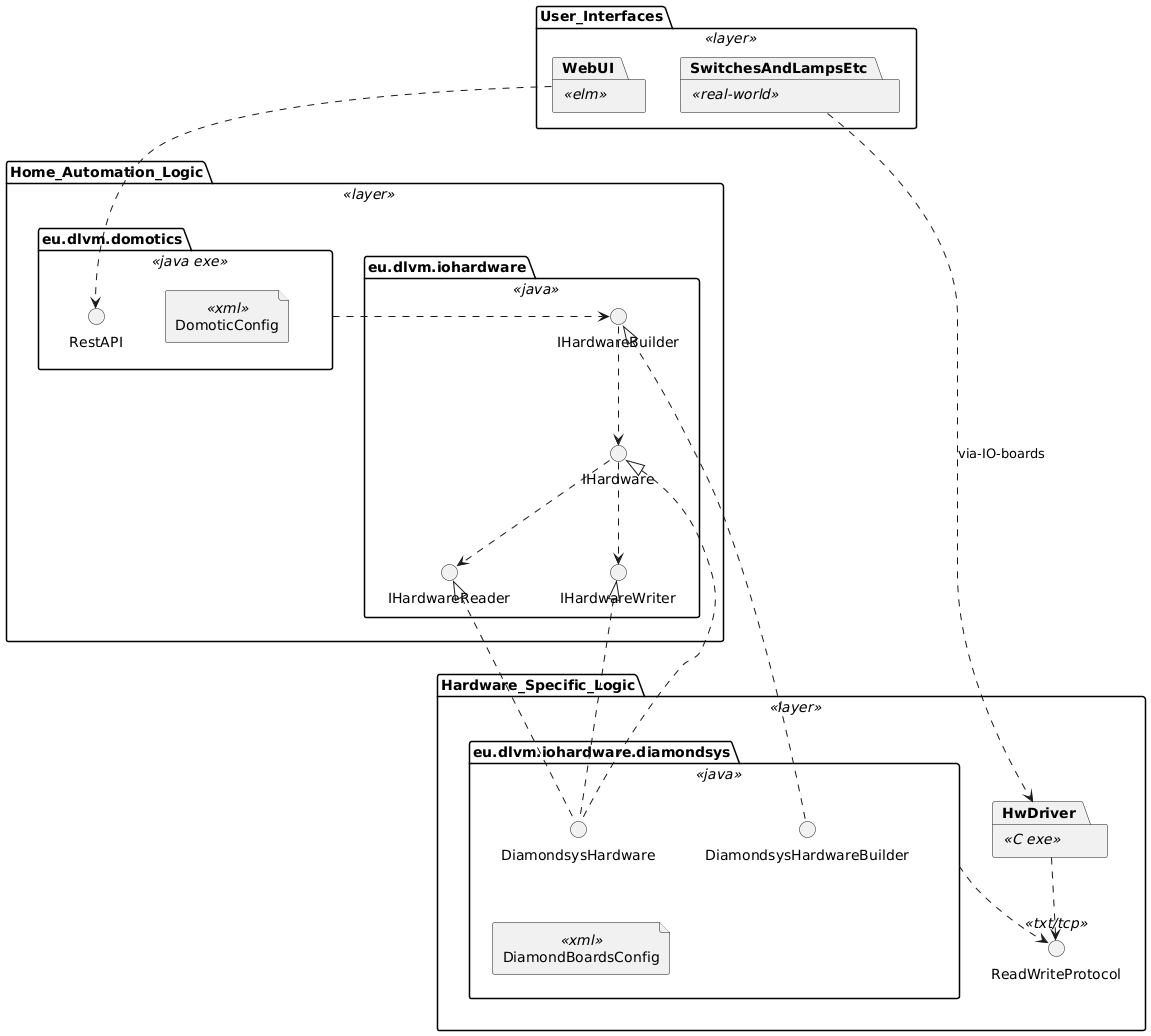 User_Interfaces
«layer»
WebUI
«elm»
SwitchesAndLampsEtc
«real-world»
Home_Automation_Logic
«layer»
eu.dlvm.domotics
«java exe»
RestAPI
«xml»
DomoticConfig
eu.dlvm.iohardware
«java»
IHardwareBuilder
IHardware
IHardwareReader
IHardwareWriter
via-IO-boards
Hardware_Specific_Logic
«layer»
eu.dlvm.iohardware.diamondsys
«java»
DiamondsysHardware
DiamondsysHardwareBuilder
«xml»
DiamondBoardsConfig
HwDriver
«C exe»
«txt/tcp»
ReadWriteProtocol